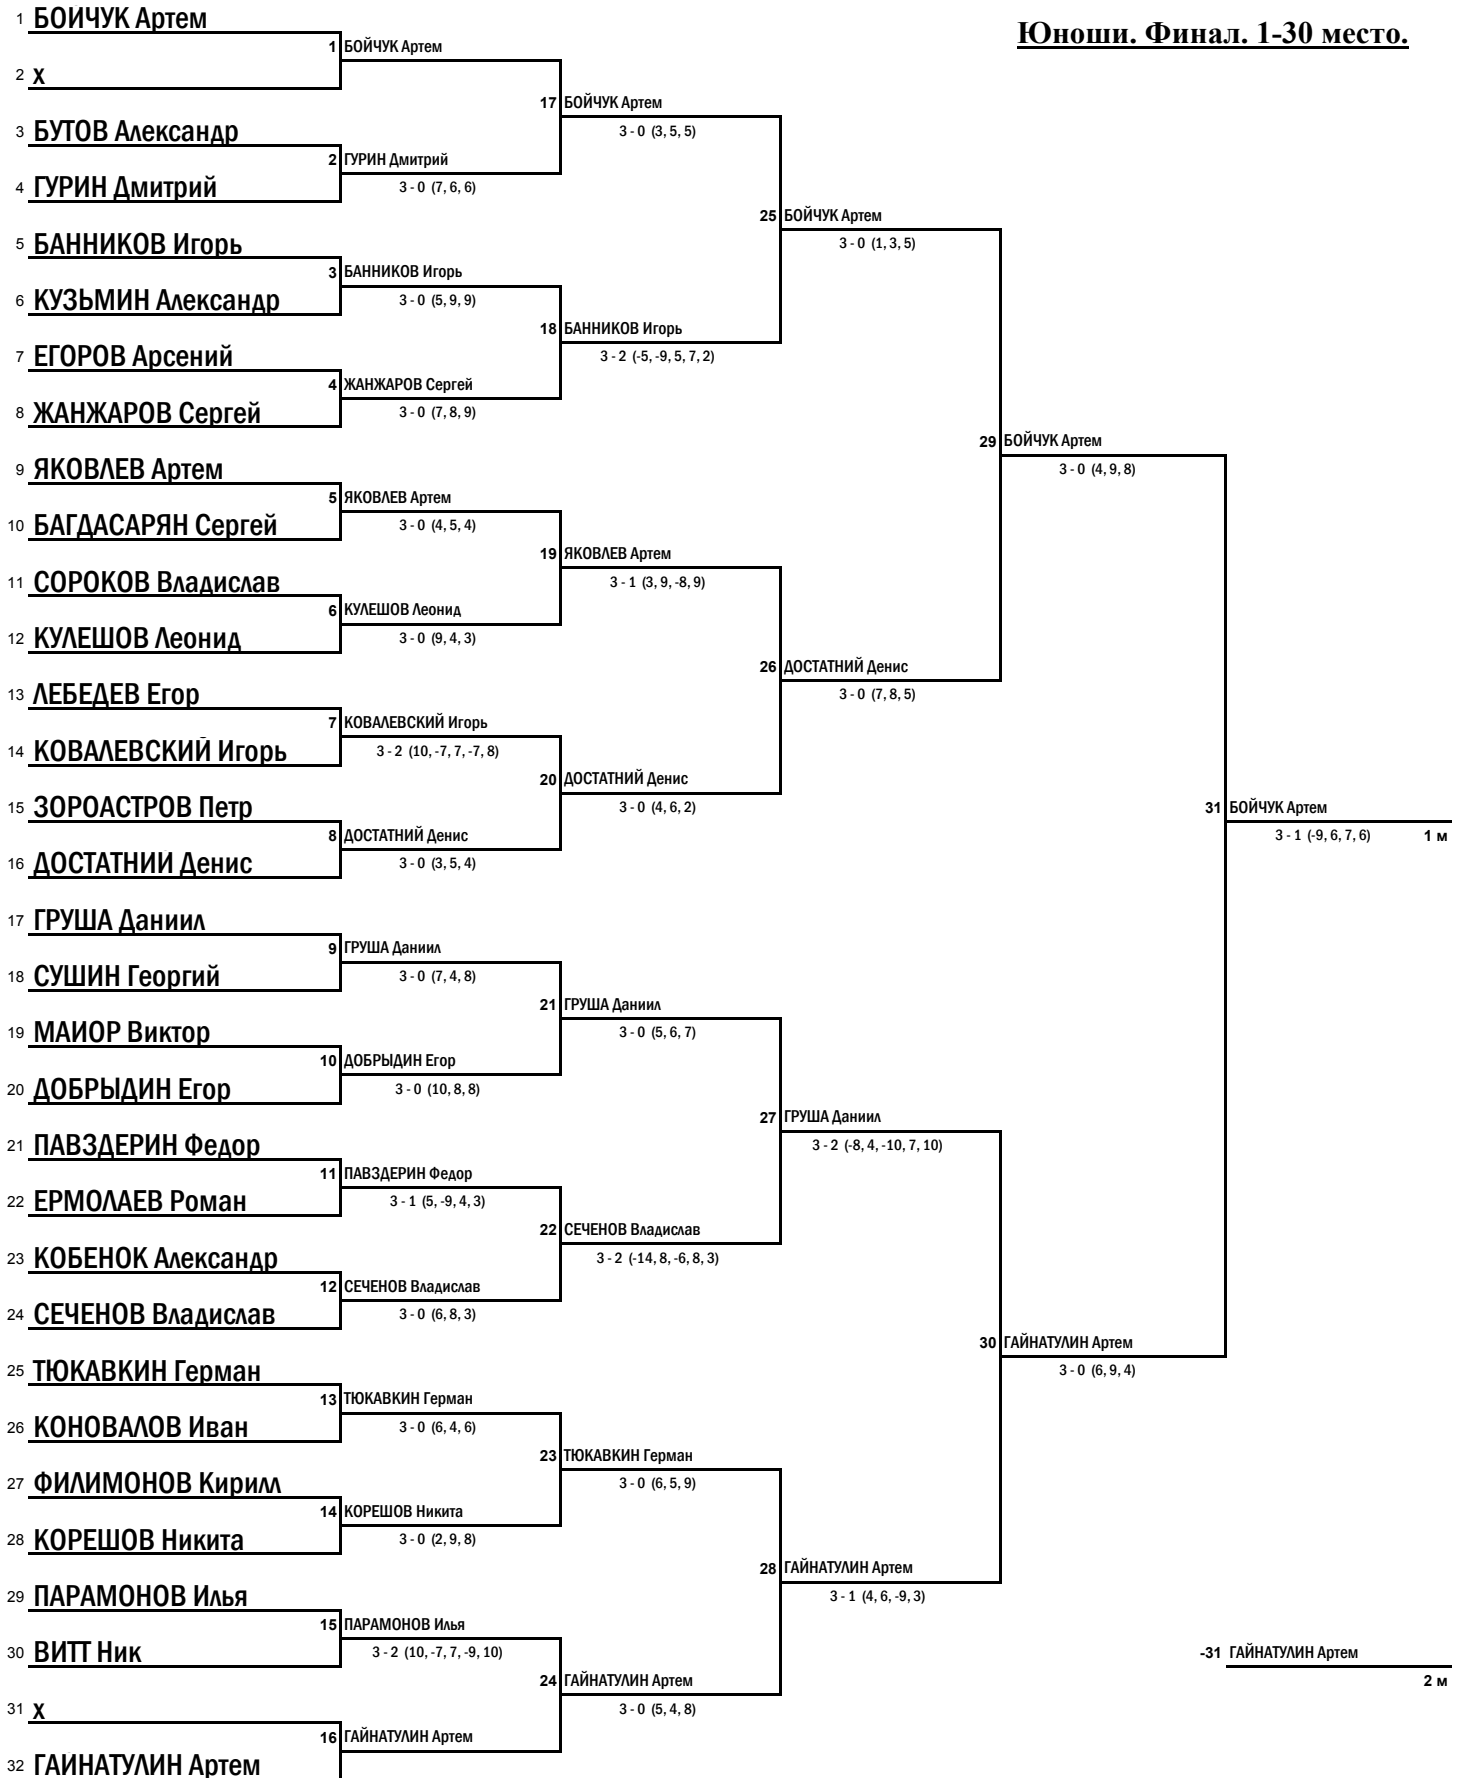 Юноши. Финал. 1-30 место.
1 БОЙЧУК Артем
1 БОЙЧУК Артем
2 X
17 БОЙЧУК Артем
3 - 0 (3, 5, 5)
3 БУТОВ Александр
2 ГУРИН Дмитрий
3 - 0 (7, 6, 6)
4 ГУРИН Дмитрий
25 БОЙЧУК Артем
3 - 0 (1, 3, 5)
5 БАННИКОВ Игорь
3 БАННИКОВ Игорь
3 - 0 (5, 9, 9)
6 КУЗЬМИН Александр
18 БАННИКОВ Игорь
3 - 2 (-5, -9, 5, 7, 2)
7 ЕГОРОВ Арсений
4 ЖАНЖАРОВ Сергей
3 - 0 (7, 8, 9)
8 ЖАНЖАРОВ Сергей
29 БОЙЧУК Артем
3 - 0 (4, 9, 8)
9 ЯКОВЛЕВ Артем
5 ЯКОВЛЕВ Артем
3 - 0 (4, 5, 4)
10 БАГДАСАРЯН Сергей
19 ЯКОВЛЕВ Артем
3 - 1 (3, 9, -8, 9)
11 СОРОКОВ Владислав
6 КУЛЕШОВ Леонид
3 - 0 (9, 4, 3)
12 КУЛЕШОВ Леонид
26 ДОСТАТНИЙ Денис
3 - 0 (7, 8, 5)
13 ЛЕБЕДЕВ Егор
7 КОВАЛЕВСКИЙ Игорь
3 - 2 (10, -7, 7, -7, 8)
14 КОВАЛЕВСКИЙ Игорь
20 ДОСТАТНИЙ Денис
3 - 0 (4, 6, 2)
15 ЗОРОАСТРОВ Петр
8 ДОСТАТНИЙ Денис
3 - 0 (3, 5, 4)
16 ДОСТАТНИЙ Денис
31 БОЙЧУК Артем
3 - 1 (-9, 6, 7, 6) 1 м
17 ГРУША Даниил
9 ГРУША Даниил
3 - 0 (7, 4, 8)
18 СУШИН Георгий
21 ГРУША Даниил
3 - 0 (5, 6, 7)
19 МАЙОР Виктор
10 ДОБРЫДИН Егор
3 - 0 (10, 8, 8)
20 ДОБРЫДИН Егор
27 ГРУША Даниил
3 - 2 (-8, 4, -10, 7, 10)
21 ПАВЗДЕРИН Федор
11 ПАВЗДЕРИН Федор
3 - 1 (5, -9, 4, 3)
22 ЕРМОЛАЕВ Роман
22 СЕЧЕНОВ Владислав
3 - 2 (-14, 8, -6, 8, 3)
23 КОБЕНОК Александр
12 СЕЧЕНОВ Владислав
3 - 0 (6, 8, 3)
24 СЕЧЕНОВ Владислав
30 ГАЙНАТУЛИН Артем
3 - 0 (6, 9, 4)
25 ТЮКАВКИН Герман
13 ТЮКАВКИН Герман
3 - 0 (6, 4, 6)
26 КОНОВАЛОВ Иван
23 ТЮКАВКИН Герман
3 - 0 (6, 5, 9)
27 ФИЛИМОНОВ Кирилл
14 КОРЕШОВ Никита
3 - 0 (2, 9, 8)
28 КОРЕШОВ Никита
28 ГАЙНАТУЛИН Артем
3 - 1 (4, 6, -9, 3)
29 ПАРАМОНОВ Илья
15 ПАРАМОНОВ Илья
3 - 2 (10, -7, 7, -9, 10)
30 ВИТТ Ник
24 ГАЙНАТУЛИН Артем
3 - 0 (5, 4, 8)
31 X
16 ГАЙНАТУЛИН Артем
32 ГАЙНАТУЛИН Артем
-31 ГАЙНАТУЛИН Артем
2 м